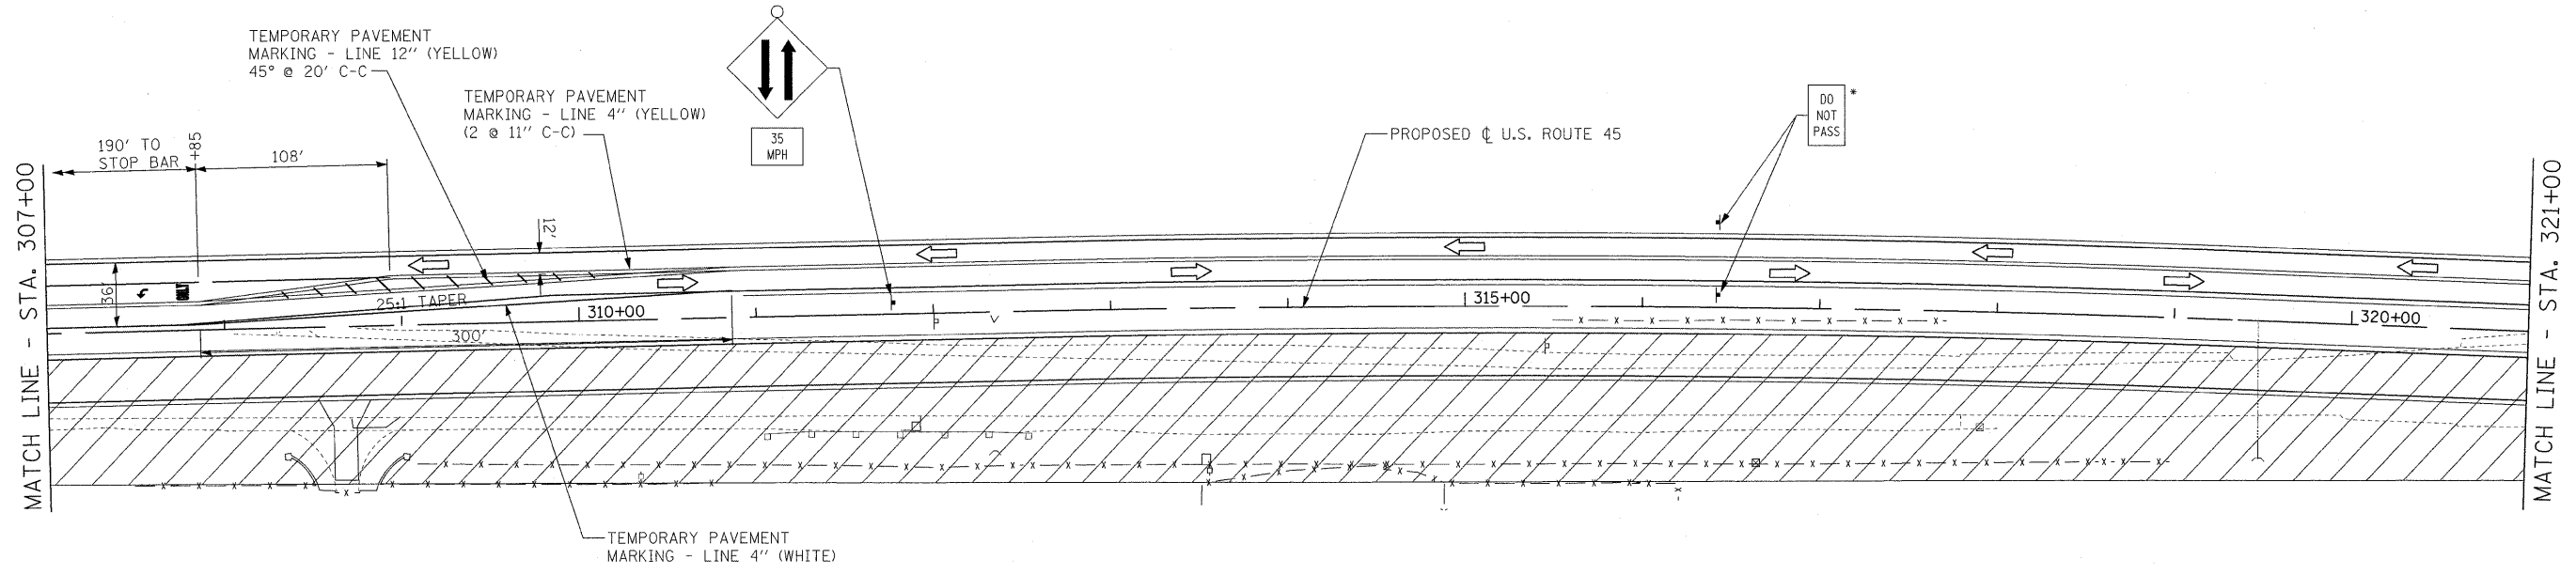 TEMPORARY PAVEMENT
MARKING - LINE 12" (YELLOW)
45° @ 20' C-C
TEMPORARY PAVEMENT
MARKING - LINE 4" (YELLOW)
(2 @ 11" C-C)
35
MPH
DO
NOT
PASS
*
PROPOSED ℄ U.S. ROUTE 45
190' TO
STOP BAR
+85
108'
12'
36'
ONLY
25:1 TAPER
300'
310+00
315+00
320+00
MATCH LINE - STA. 307+00
MATCH LINE - STA. 321+00
TEMPORARY PAVEMENT
MARKING - LINE 4" (WHITE)